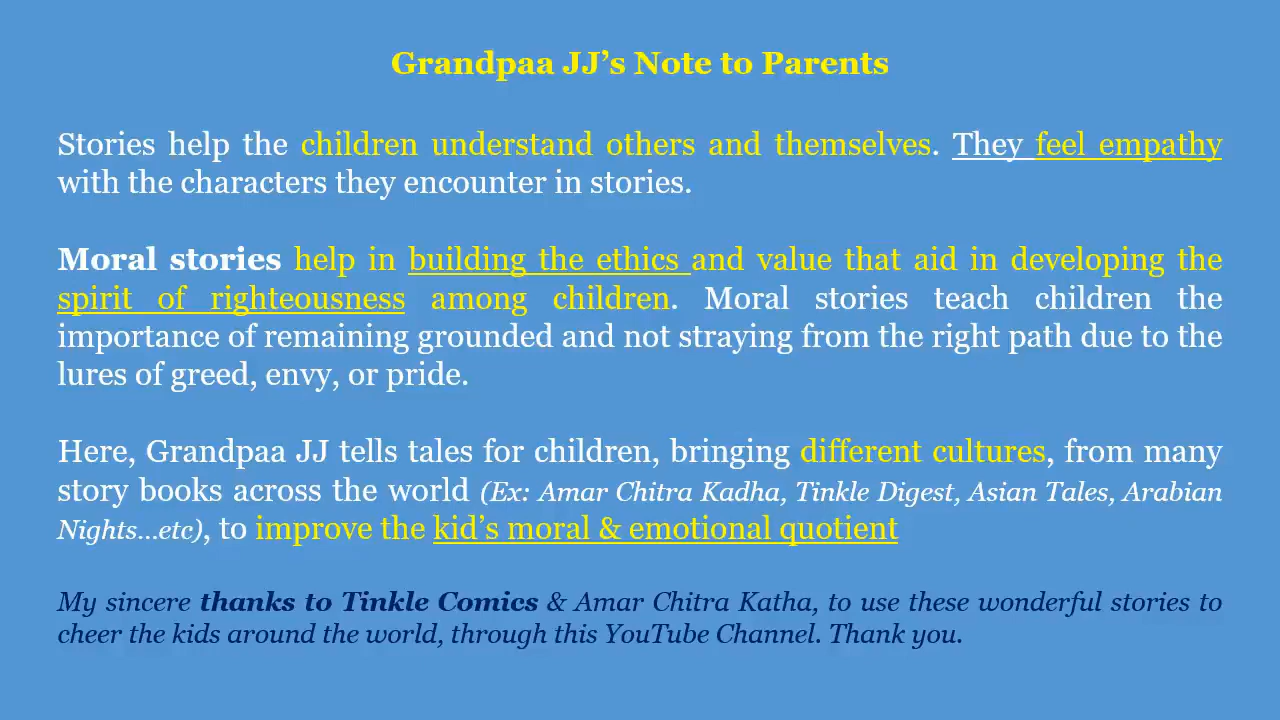 Grandpaa JJ’s Note to Parents
Stories help the children understand others and themselves. They feel empathy
with the characters they encounter in stories.
Moral stories help in building the ethics and value that aid in developing the
spirit of righteousness among children. Moral stories teach children the
importance of remaining grounded and not straying from the right path due to the
lures of greed, envy, or pride.
Here, Grandpaa JJ tells tales for children, bringing different cultures, from many
story books across the world (Ex: Amar Chitra Kadha, Tinkle Digest, Asian Tales, Arabian
Nights...etc), to improve the kid’s moral & emotional quotient
My sincere thanks to Tinkle Comics & Amar Chitra Katha, to use these wonderful stories to
cheer the kids around the world, through this YouTube Channel. Thank you.